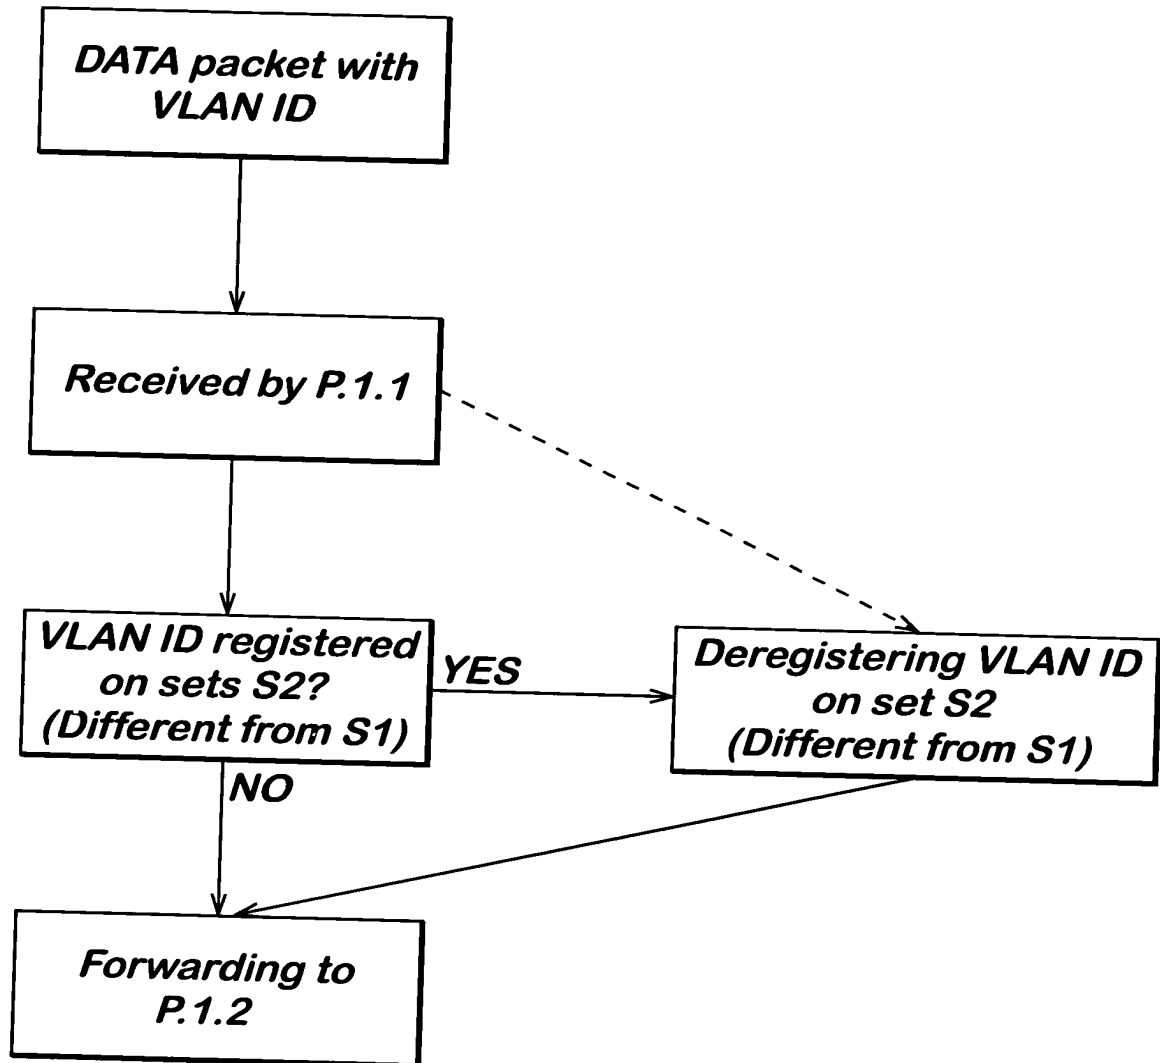 DATA packet with
VLAN ID
Received by P.1.1
VLAN ID registered
on sets S2?
(Different from S1)
YES
Deregistering VLAN ID
on set S2
(Different from S1)
NO
Forwarding to
P.1.2